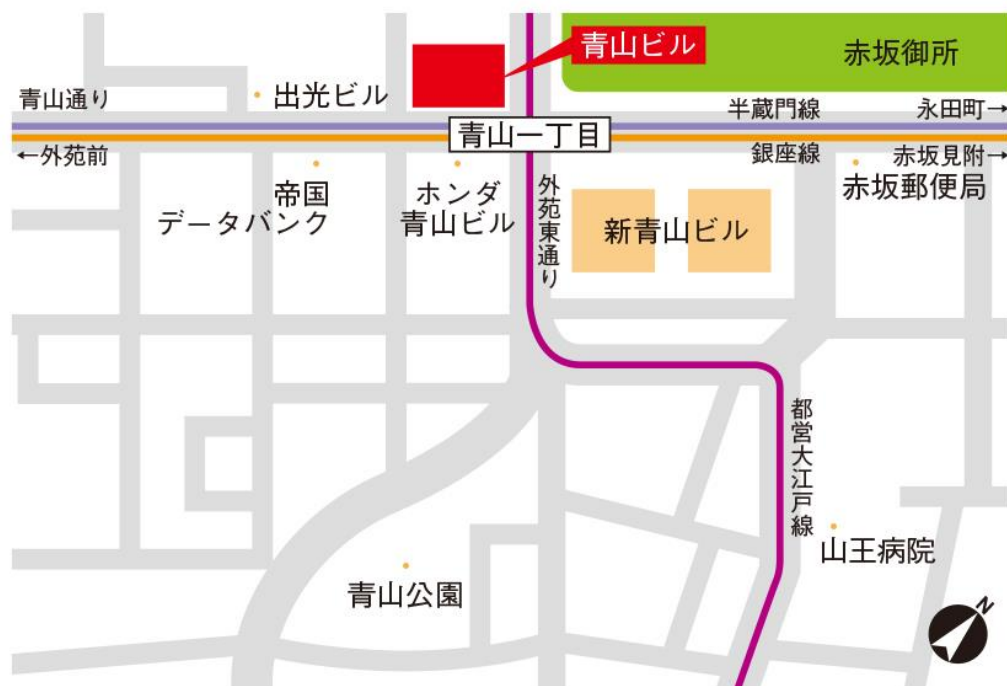 青山ビル
赤坂御所
青山通り
出光ビル
半蔵門線
永田町→
青山一丁目
←外苑前
銀座線
赤坂見附→
帝国
データバンク
ホンダ
青山ビル
外苑東通り
新青山ビル
赤坂郵便局
都営大江戸線
山王病院
青山公園
N